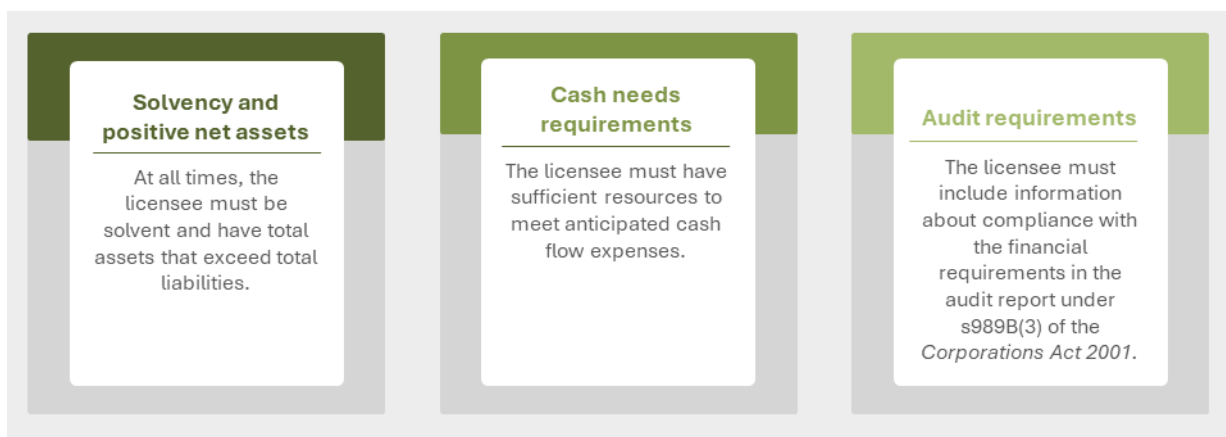 Solvency and
positive net assets
At all times, the
licensee must be
solvent and have total
assets that exceed total
liabilities.
Cash needs
requirements
The licensee must have
sufficient resources to
meet anticipated cash
flow expenses.
Audit requirements
The licensee must
include information
about compliance with
the financial
requirements in the
audit report under
s989B(3) of the
Corporations Act 2001.